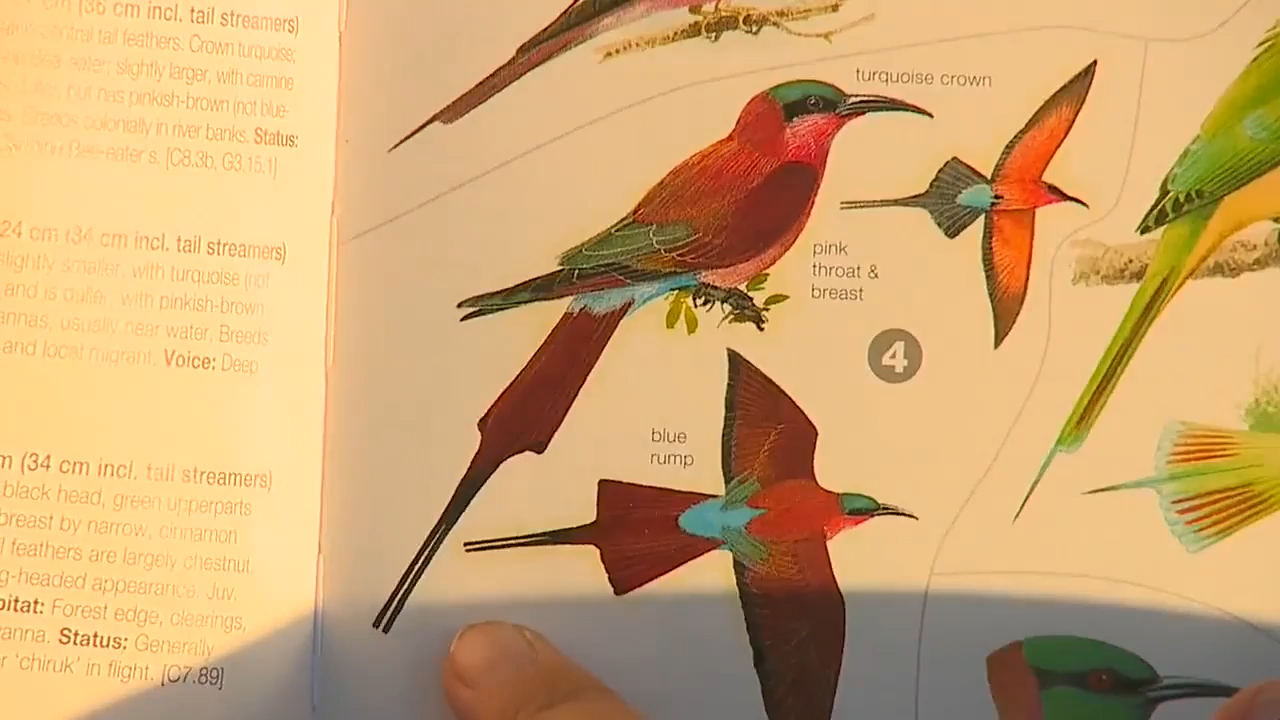 (36 cm incl. tail streamers)
central tail feathers. Crown turquoise;
eater; slightly larger, with carmine
but has pinkish-brown (not blue-
Breeds colonially in river banks. Status:
Bee-eater's. [C8.3b, G3.15.1]
24 cm (34 cm incl. tail streamers)
slightly smaller, with turquoise (not
and is duller, with pinkish-brown
usually near water. Breeds
and local migrant. Voice: Deep
m (34 cm incl. tail streamers)
black head, green upperparts
breast by narrow, cinnamon
feathers are largely chestnut
g-headed appearance. Juv.
Forest edge, clearings,
Status: Generally
'chiruk' in flight. [C7.89]
turquoise crown
pink
throat &
breast
4
blue
rump